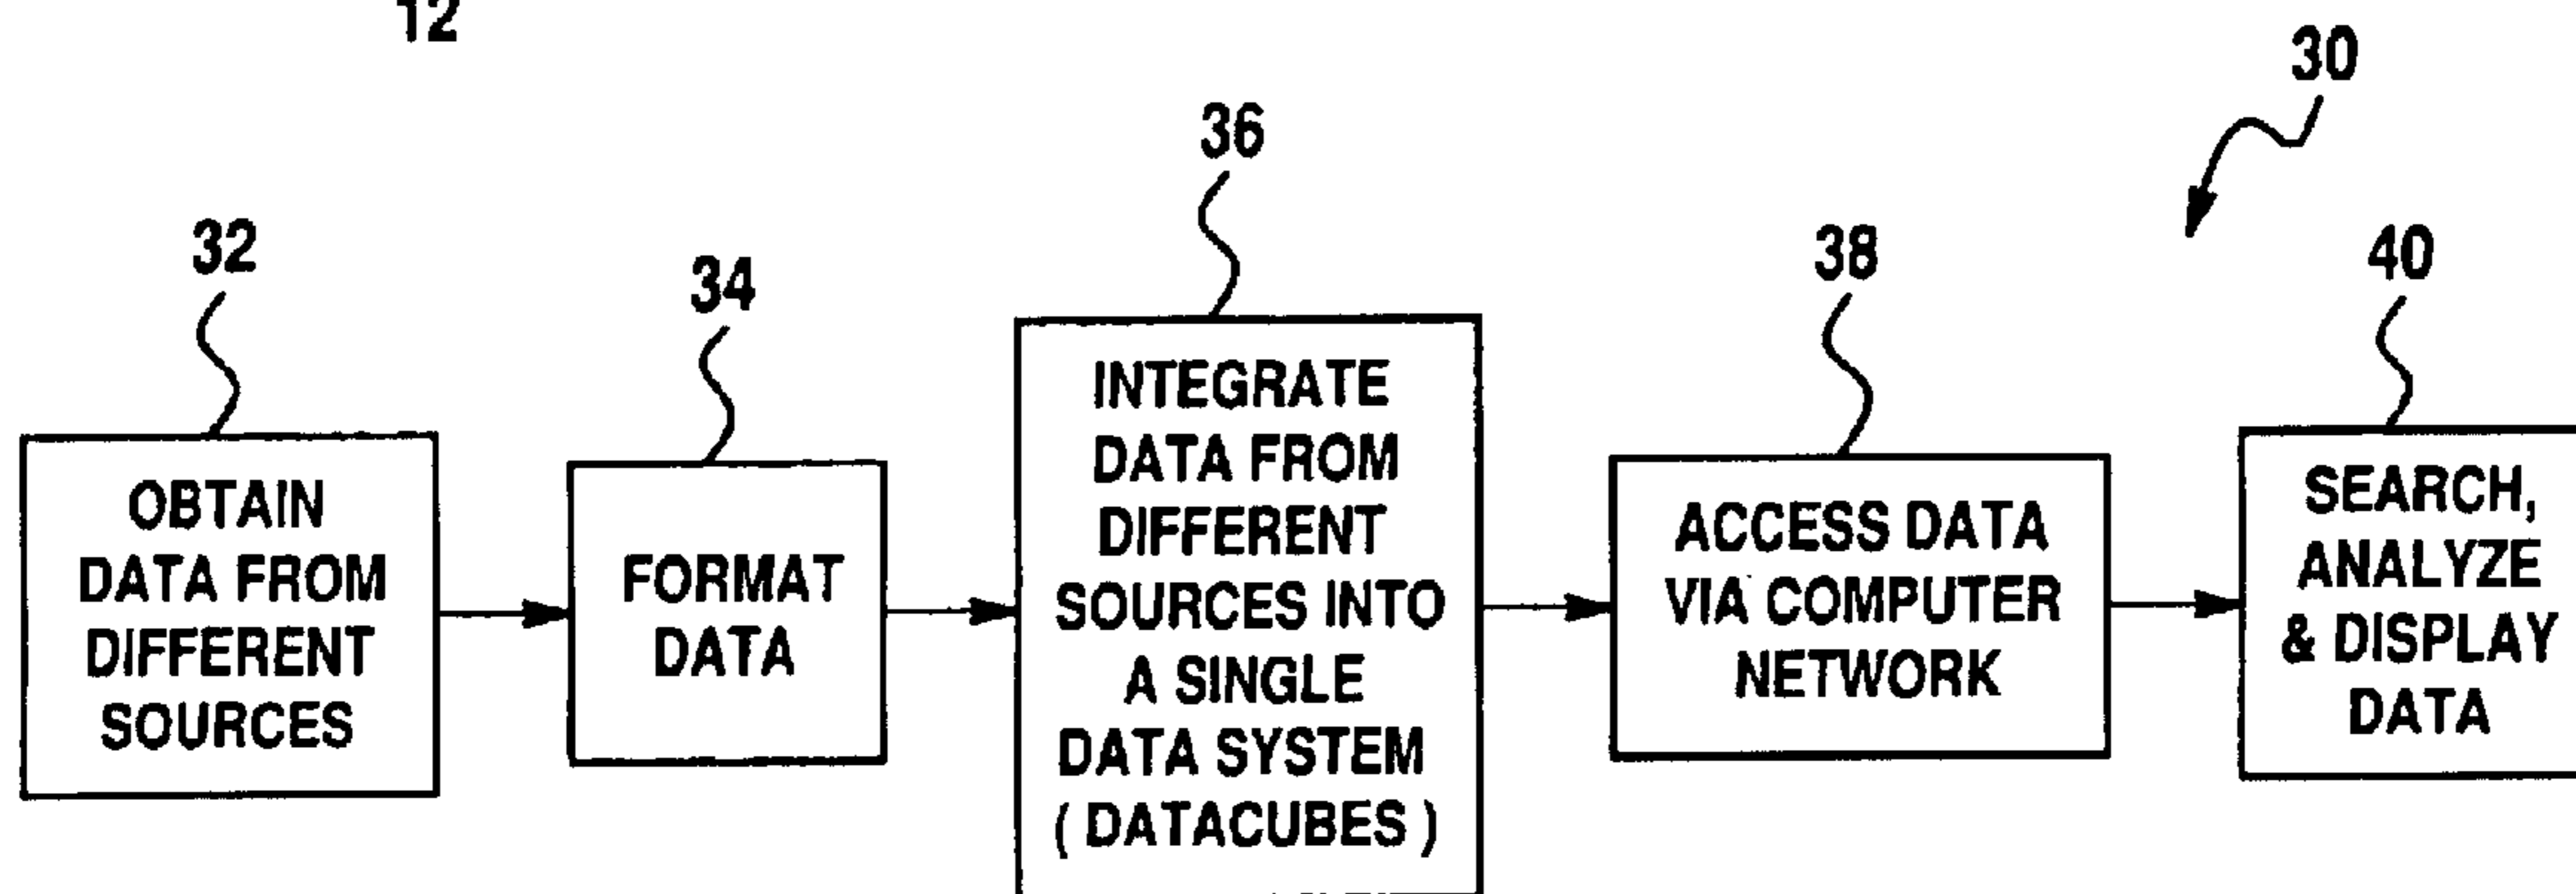 12
30
36
32
38
40
34
OBTAIN
DATA FROM
DIFFERENT
SOURCES
FORMAT
DATA
INTEGRATE
DATA FROM
DIFFERENT
SOURCES INTO
A SINGLE
DATA SYSTEM
( DATACUBES )
ACCESS DATA
VIA COMPUTER
NETWORK
SEARCH,
ANALYZE
& DISPLAY
DATA